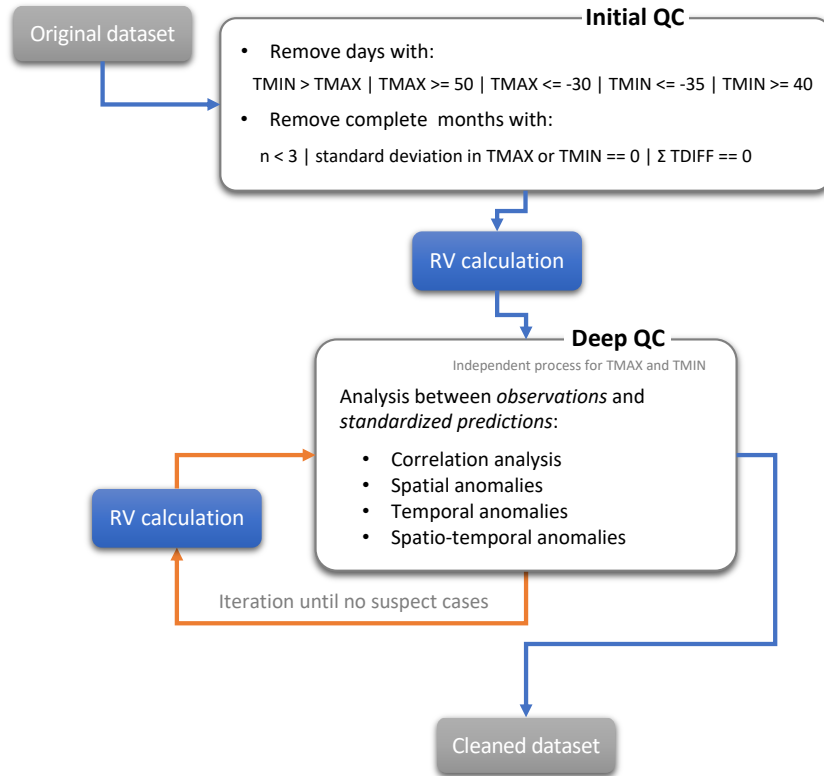 Original dataset
Initial QC
• Remove days with:
TMIN > TMAX | TMAX >= 50 | TMAX <= -30 | TMIN <= -35 | TMIN >= 40
• Remove complete months with:
n < 3 | standard deviation in TMAX or TMIN == 0 | Σ TDIFF == 0
RV calculation
Deep QC
Independent process for TMAX and TMIN
Analysis between observations and
standardized predictions:
• Correlation analysis
• Spatial anomalies
• Temporal anomalies
• Spatio-temporal anomalies
RV calculation
Iteration until no suspect cases
Cleaned dataset